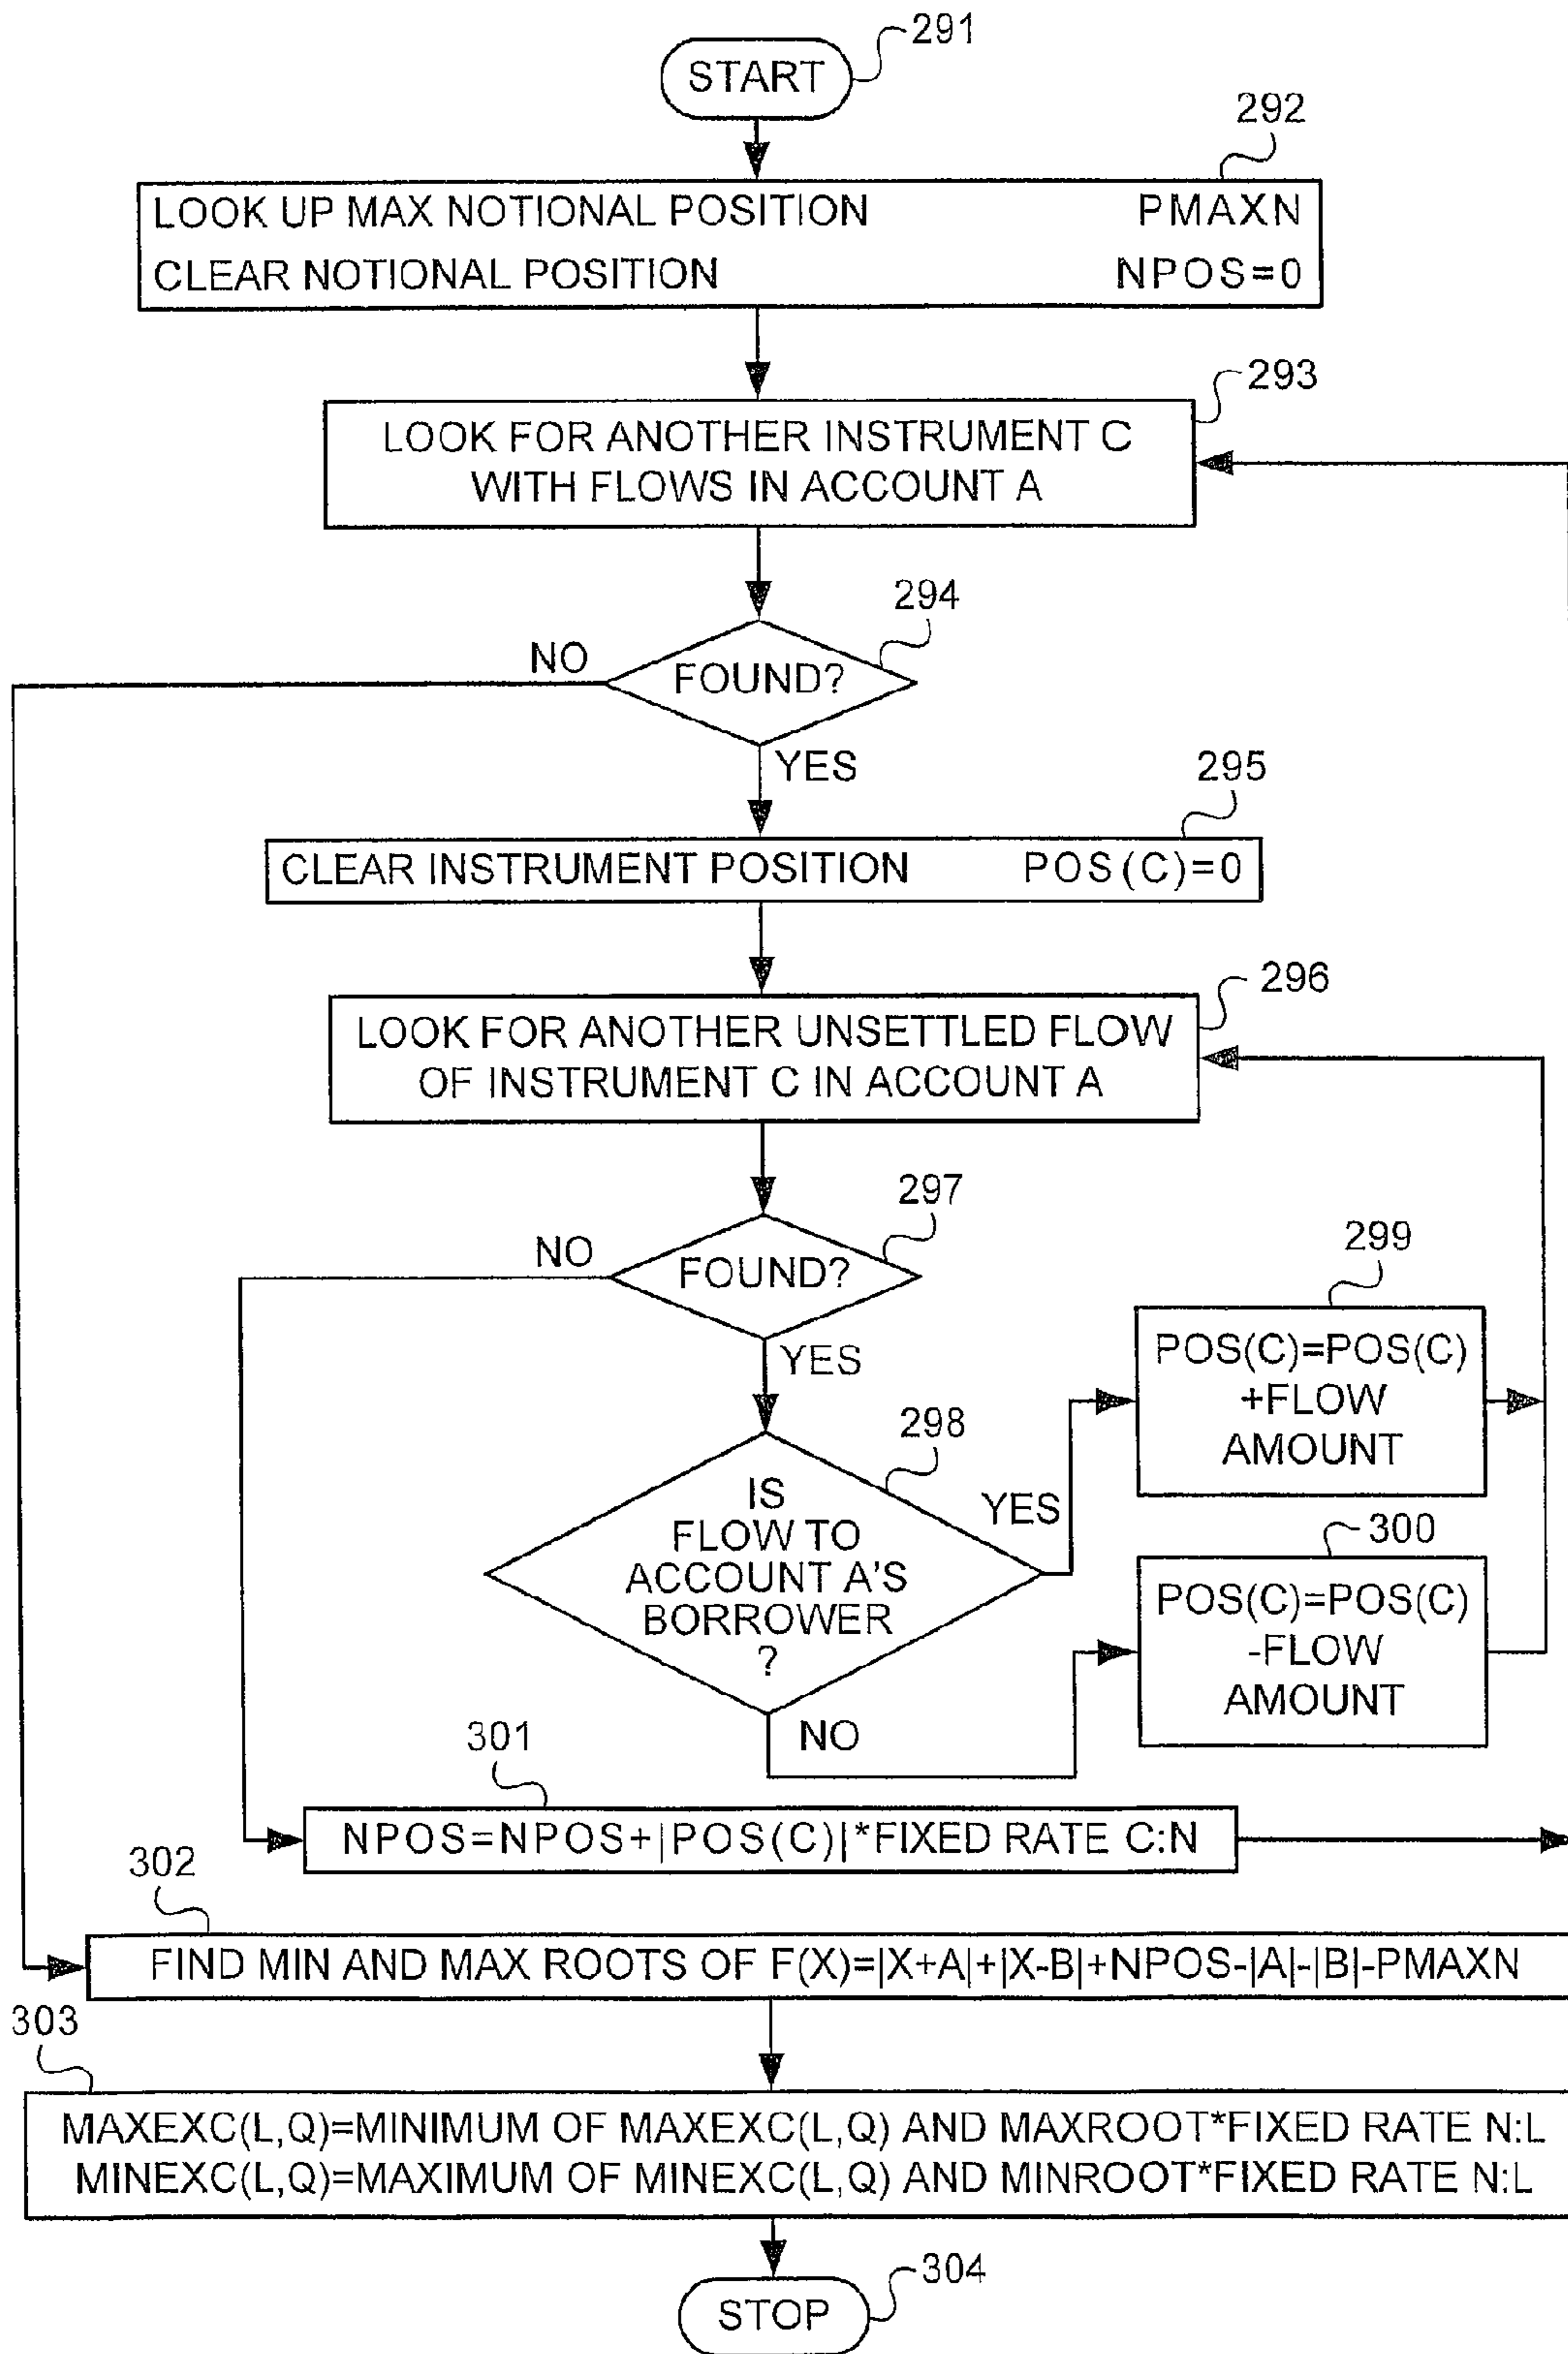 START
291
292
LOOK UP MAX NOTIONAL POSITION PMAXN
CLEAR NOTIONAL POSITION NPOS=0
293
LOOK FOR ANOTHER INSTRUMENT C
WITH FLOWS IN ACCOUNT A
294
NO
FOUND?
YES
295
CLEAR INSTRUMENT POSITION POS(C)=0
296
LOOK FOR ANOTHER UNSETTLED FLOW
OF INSTRUMENT C IN ACCOUNT A
297
NO
FOUND?
YES
299
POS(C)=POS(C)
+FLOW
AMOUNT
298
IS
FLOW TO
ACCOUNT A'S
BORROWER
?
YES
NO
300
POS(C)=POS(C)
-FLOW
AMOUNT
301
NPOS=NPOS+|POS(C)|*FIXED RATE C:N
302
FIND MIN AND MAX ROOTS OF F(X)=|X+A|+|X-B|+NPOS-|A|-|B|-PMAXN
303
MAXEXC(L,Q)=MINIMUM OF MAXEXC(L,Q) AND MAXROOT*FIXED RATE N:L
MINEXC(L,Q)=MAXIMUM OF MINEXC(L,Q) AND MINROOT*FIXED RATE N:L
STOP
304